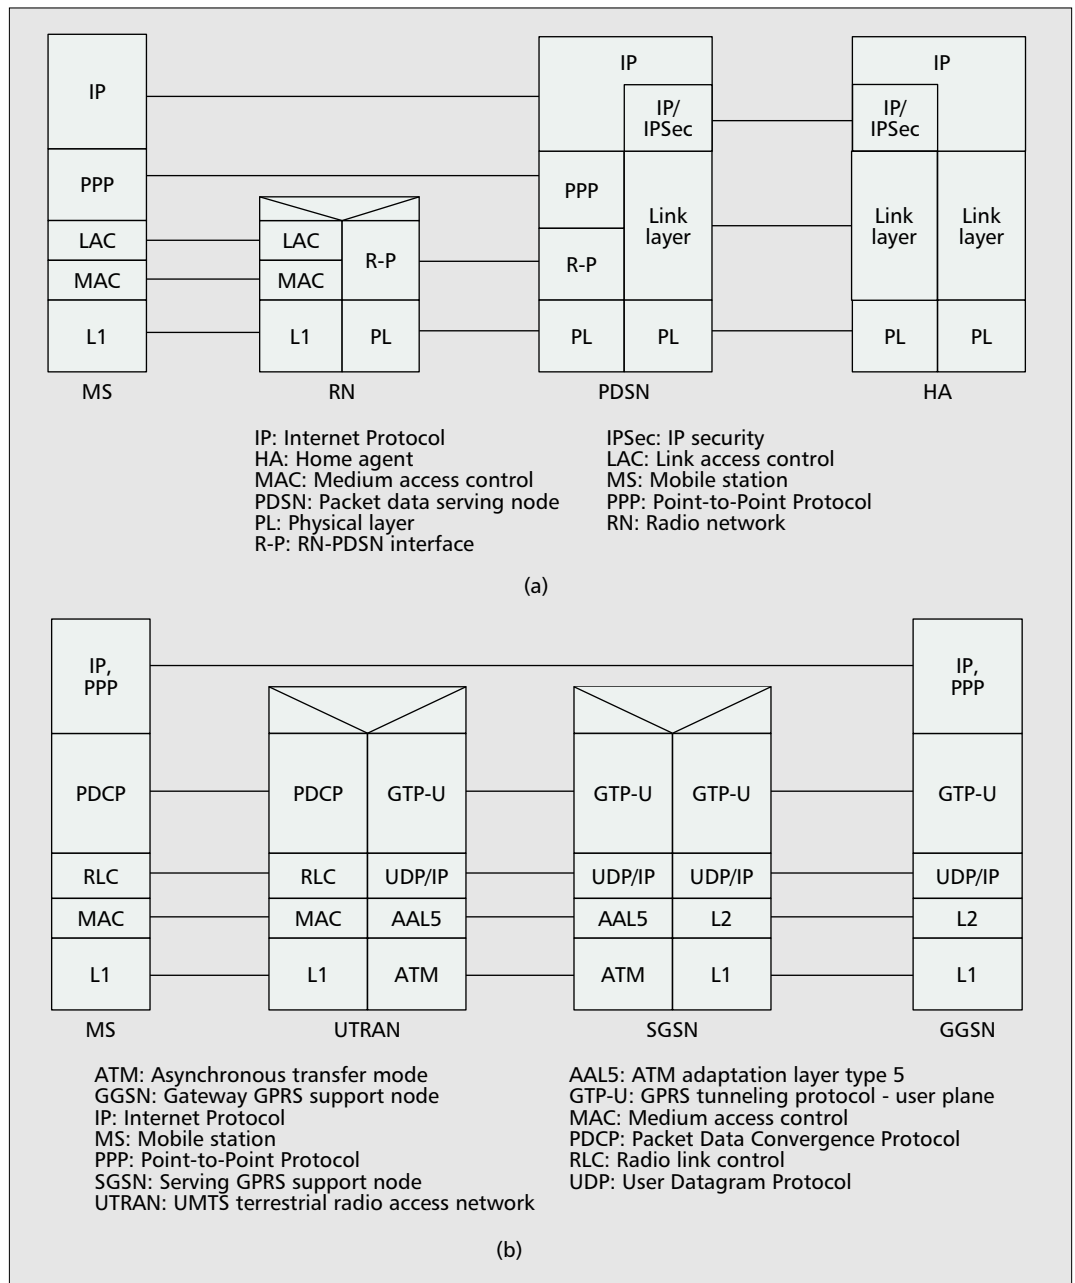 IP
IP
IP
IP/
IPSec
IP/
IPSec
PPP
PPP
Link
layer
Link
layer
Link
layer
LAC
LAC
R-P
R-P
MAC
MAC
L1
L1
PL
PL
PL
PL
PL
MS
RN
PDSN
HA
IP: Internet Protocol
HA: Home agent
MAC: Medium access control
PDSN: Packet data serving node
PL: Physical layer
R-P: RN-PDSN interface
IPSec: IP security
LAC: Link access control
MS: Mobile station
PPP: Point-to-Point Protocol
RN: Radio network
(a)
IP,
PPP
IP,
PPP
PDCP
PDCP
GTP-U
GTP-U
GTP-U
GTP-U
RLC
RLC
UDP/IP
UDP/IP
UDP/IP
UDP/IP
MAC
MAC
AAL5
AAL5
L2
L2
L1
L1
ATM
ATM
L1
L1
MS
UTRAN
SGSN
GGSN
ATM: Asynchronous transfer mode
GGSN: Gateway GPRS support node
IP: Internet Protocol
MS: Mobile station
PPP: Point-to-Point Protocol
SGSN: Serving GPRS support node
UTRAN: UMTS terrestrial radio access network
AAL5: ATM adaptation layer type 5
GTP-U: GPRS tunneling protocol - user plane
MAC: Medium access control
PDCP: Packet Data Convergence Protocol
RLC: Radio link control
UDP: User Datagram Protocol
(b)